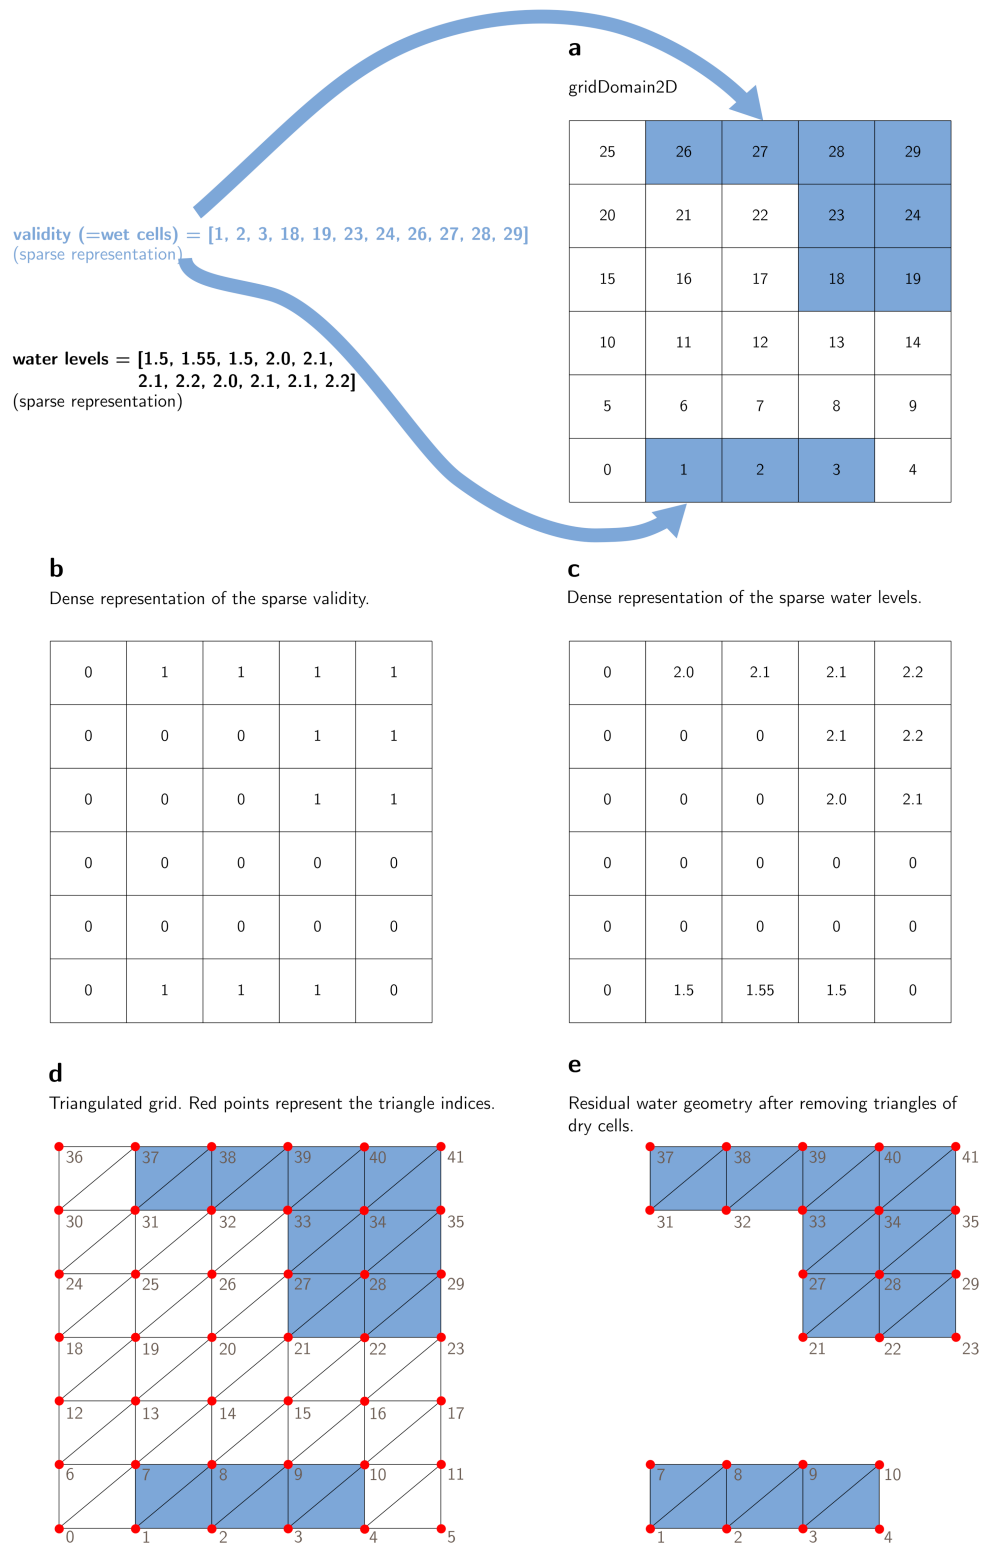 a
gridDomain2D
25 26 27 28 29
20 21 22 23 24
15 16 17 18 19
10 11 12 13 14
5 6 7 8 9
0 1 2 3 4
validity (=wet cells) = [1, 2, 3, 18, 19, 23, 24, 26, 27, 28, 29]
(sparse representation)
water levels = [1.5, 1.55, 1.5, 2.0, 2.1,
2.1, 2.2, 2.0, 2.1, 2.1, 2.2]
(sparse representation)
b
Dense representation of the sparse validity.
0 1 1 1 1
0 0 0 1 1
0 0 0 1 1
0 0 0 0 0
0 0 0 0 0
0 1 1 1 0
c
Dense representation of the sparse water levels.
0 2.0 2.1 2.1 2.2
0 0 0 2.1 2.2
0 0 0 2.0 2.1
0 0 0 0 0
0 0 0 0 0
0 1.5 1.55 1.5 0
d
Triangulated grid. Red points represent the triangle indices.
36 37 38 39 40 41
30 31 32 33 34 35
24 25 26 27 28 29
18 19 20 21 22 23
12 13 14 15 16 17
6 7 8 9 10 11
0 1 2 3 4 5
e
Residual water geometry after removing triangles of
dry cells.
37 38 39 40 41
31 32 33 34 35
27 28 29
21 22 23
7 8 9 10
1 2 3 4